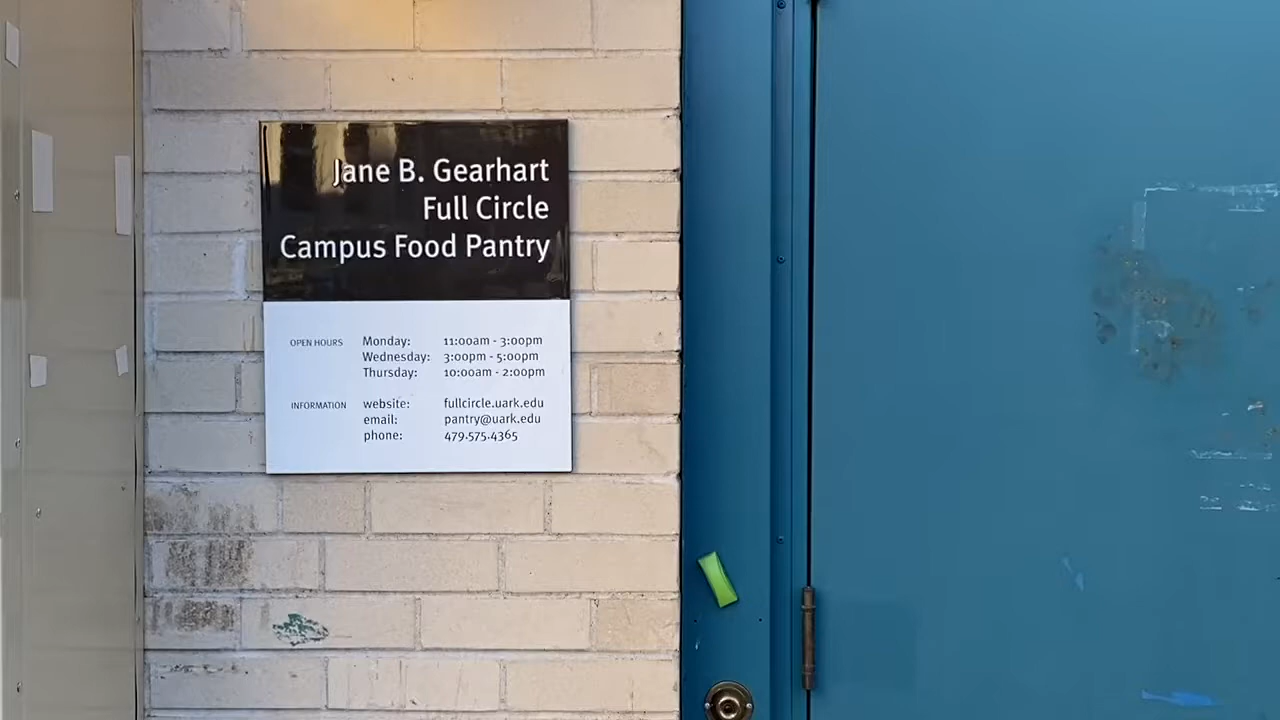 Jane B. Gearhart
Full Circle
Campus Food Pantry
OPEN HOURS Monday: 11:00am - 3:00pm
Wednesday: 3:00pm - 5:00pm
Thursday: 10:00am - 2:00pm
INFORMATION website: fullcircle.uark.edu
email: pantry@uark.edu
phone: 479.575.4365